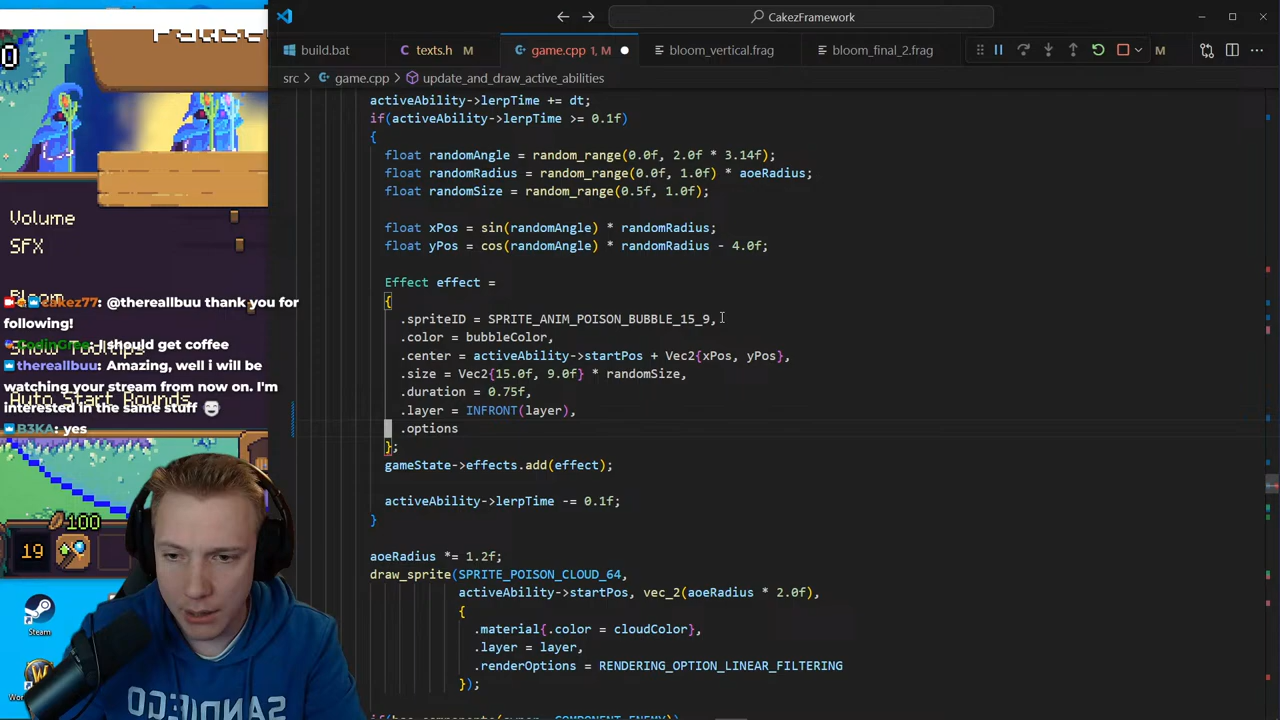 CakezFramework
build.bat
texts.h M
game.cpp 1, M
bloom_vertical.frag
bloom_final_2.frag
M
src > game.cpp > update_and_draw_active_abilities
activeAbility->lerpTime += dt;
if(activeAbility->lerpTime >= 0.1f)
{
float randomAngle = random_range(0.0f, 2.0f * 3.14f);
float randomRadius = random_range(0.0f, 1.0f) * aoeRadius;
float randomSize = random_range(0.5f, 1.0f);
float xPos = sin(randomAngle) * randomRadius;
float yPos = cos(randomAngle) * randomRadius - 4.0f;
Effect effect =
{
.spriteID = SPRITE_ANIM_POISON_BUBBLE_15_9,
.color = bubbleColor,
.center = activeAbility->startPos + Vec2{xPos, yPos},
.size = Vec2{15.0f, 9.0f} * randomSize,
.duration = 0.75f,
.layer = INFRONT(layer),
.options
};
gameState->effects.add(effect);
activeAbility->lerpTime -= 0.1f;
}
aoeRadius *= 1.2f;
draw_sprite(SPRITE_POISON_CLOUD_64,
activeAbility->startPos, vec_2(aoeRadius * 2.0f),
{
.material{.color = cloudColor},
.layer = layer,
.renderOptions = RENDERING_OPTION_LINEAR_FILTERING
});
Volume
SFX
Bloom
Show Tooltips
Auto Start Rounds
cakez77: @thereallbuu thank you for
following!
CodinGree: I should get coffee
thereallbuu: Amazing, well i will be
watching your stream from now on. I'm
interested in the same stuff
B3KA: yes
100
19
Steam
SAN DIEGO